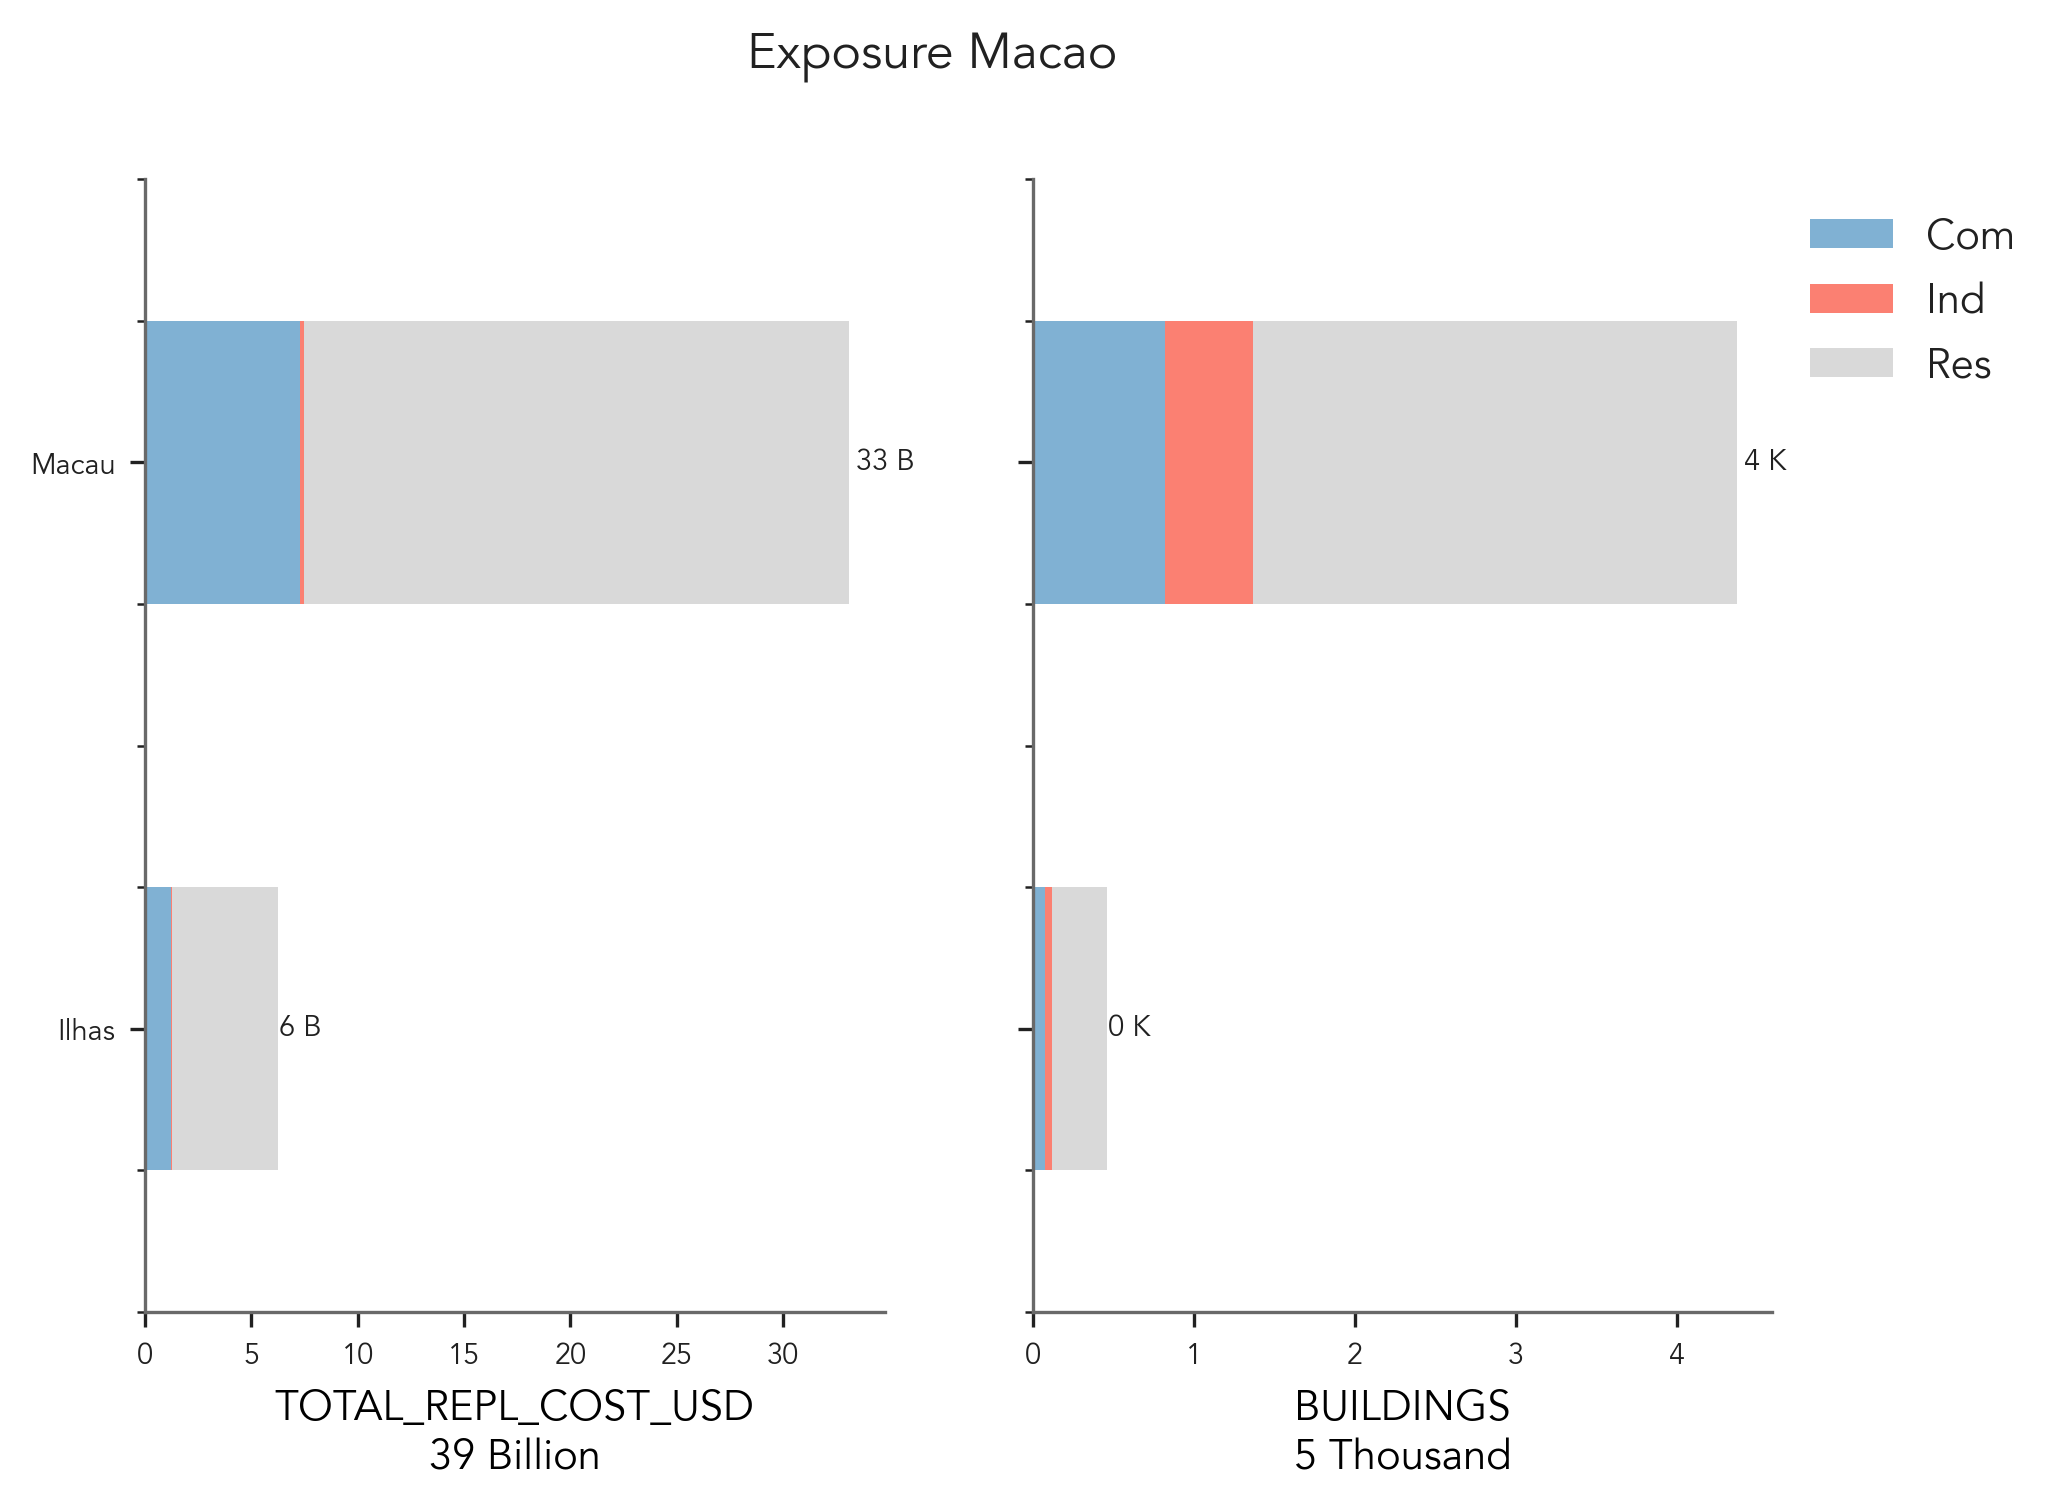 Exposure Macao
Com
Ind
Res
Macau
33 B
4 K
Ilhas
6 B
0 K
0 5 10 15 20 25 30
0 1 2 3 4
TOTAL_REPL_COST_USD
39 Billion
BUILDINGS
5 Thousand